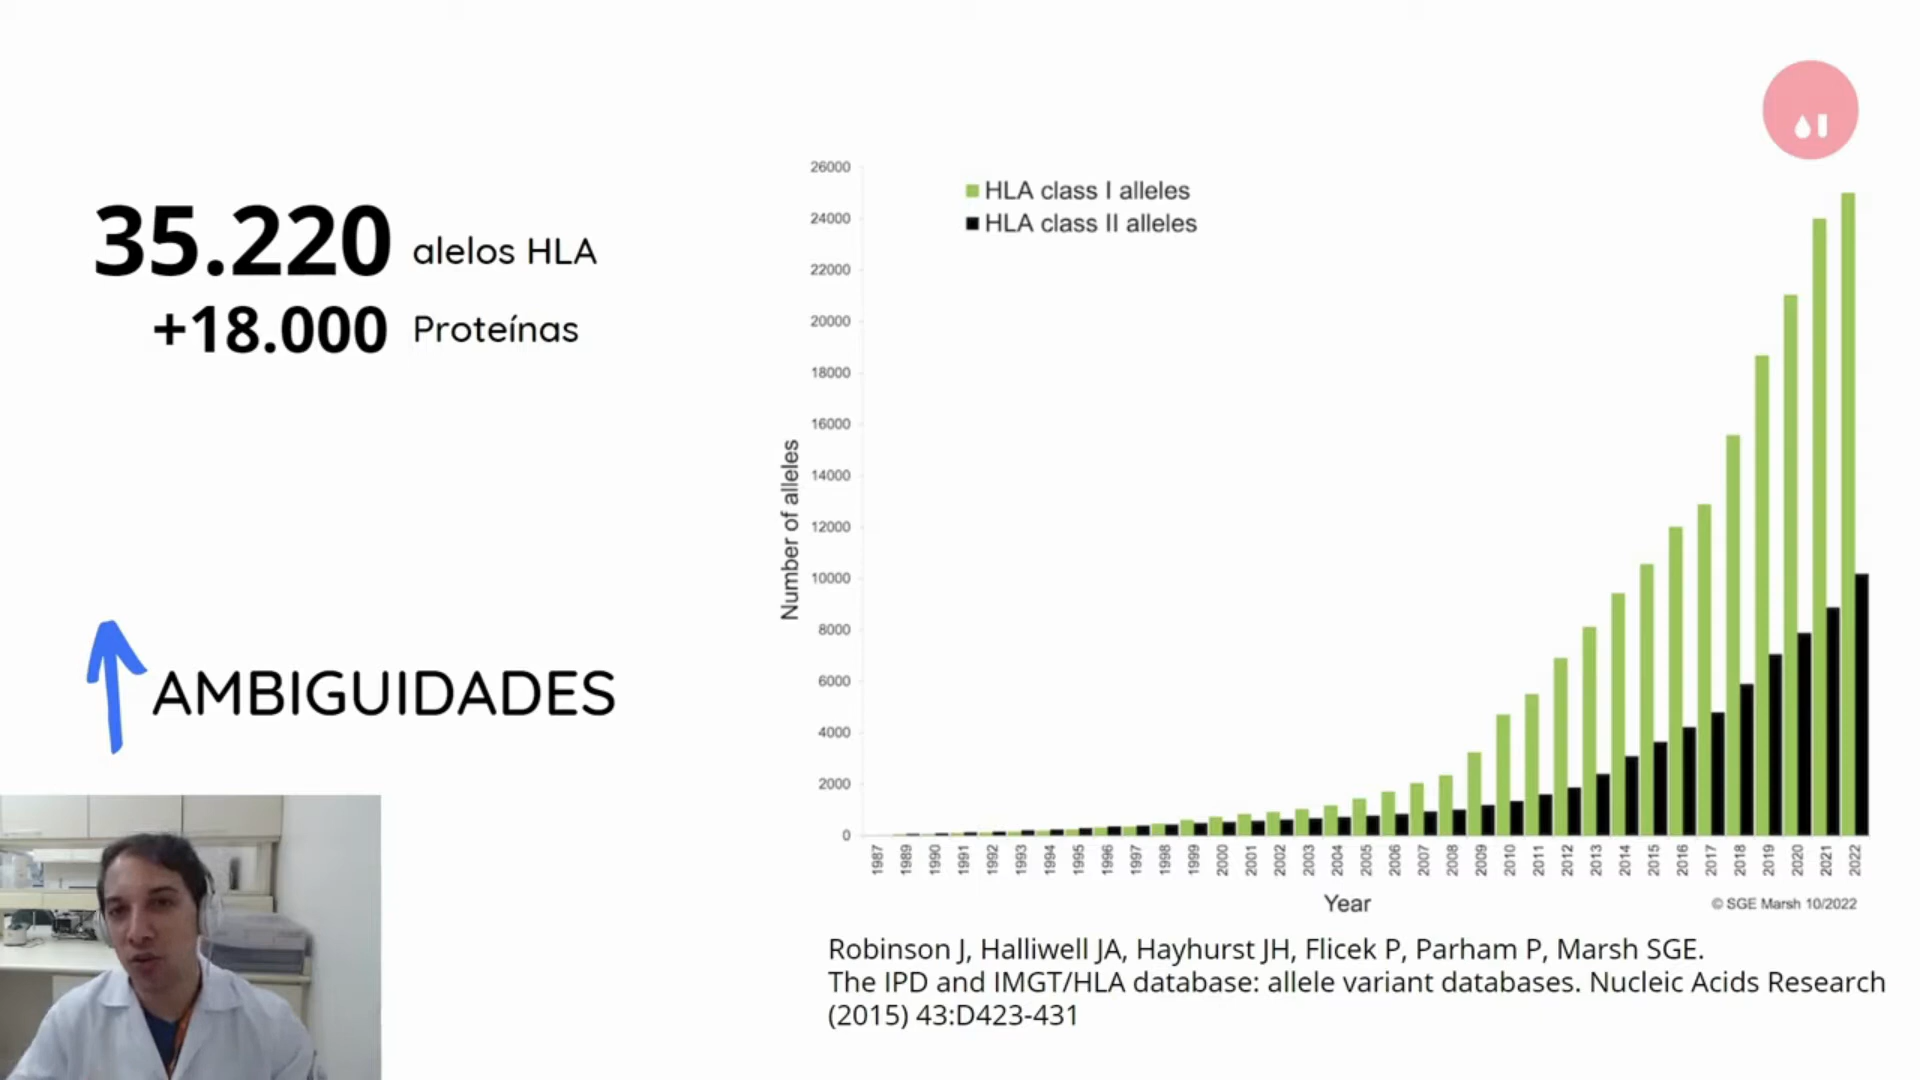 35.220 alelos HLA
+18.000 Proteínas
AMBIGUIDADES
HLA class I alleles
HLA class II alleles
Number of alleles
26000
24000
22000
20000
18000
16000
14000
12000
10000
8000
6000
4000
2000
0
1987 1989 1990 1991 1992 1993 1994 1995 1996 1997 1998 1999 2000 2001 2002 2003 2004 2005 2006 2007 2008 2009 2010 2011 2012 2013 2014 2015 2016 2017 2018 2019 2020 2021 2022
Year
© SGE Marsh 10/2022
Robinson J, Halliwell JA, Hayhurst JH, Flicek P, Parham P, Marsh SGE.
The IPD and IMGT/HLA database: allele variant databases. Nucleic Acids Research
(2015) 43:D423-431